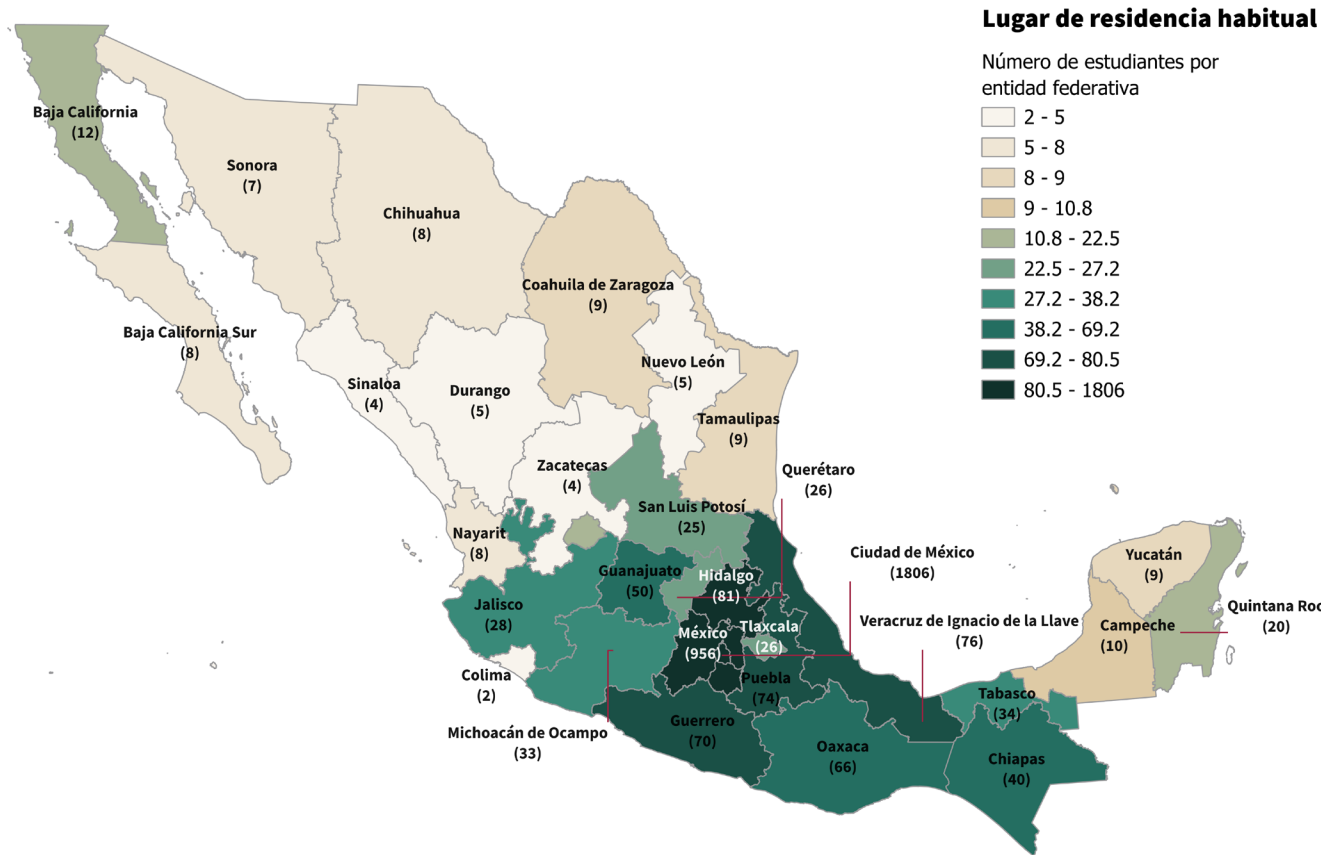 Lugar de residencia habitual
Número de estudiantes por
entidad federativa
2 - 5
5 - 8
8 - 9
9 - 10.8
10.8 - 22.5
22.5 - 27.2
27.2 - 38.2
38.2 - 69.2
69.2 - 80.5
80.5 - 1806
Baja California
(12)
Sonora
(7)
Chihuahua
(8)
Coahuila de Zaragoza
(9)
Baja California Sur
(8)
Nuevo León
(5)
Sinaloa
(4)
Durango
(5)
Tamaulipas
(9)
Zacatecas
(4)
Querétaro
(26)
San Luis Potosí
(25)
Nayarit
(8)
Ciudad de México
(1806)
Yucatán
(9)
Guanajuato
(50)
Hidalgo
(81)
Jalisco
(28)
Quintana Roo
(20)
Veracruz de Ignacio de la Llave
(76)
Campeche
(10)
México
(956)
Tlaxcala
(26)
Colima
(2)
Puebla
(74)
Tabasco
(34)
Michoacán de Ocampo
(33)
Guerrero
(70)
Oaxaca
(66)
Chiapas
(40)